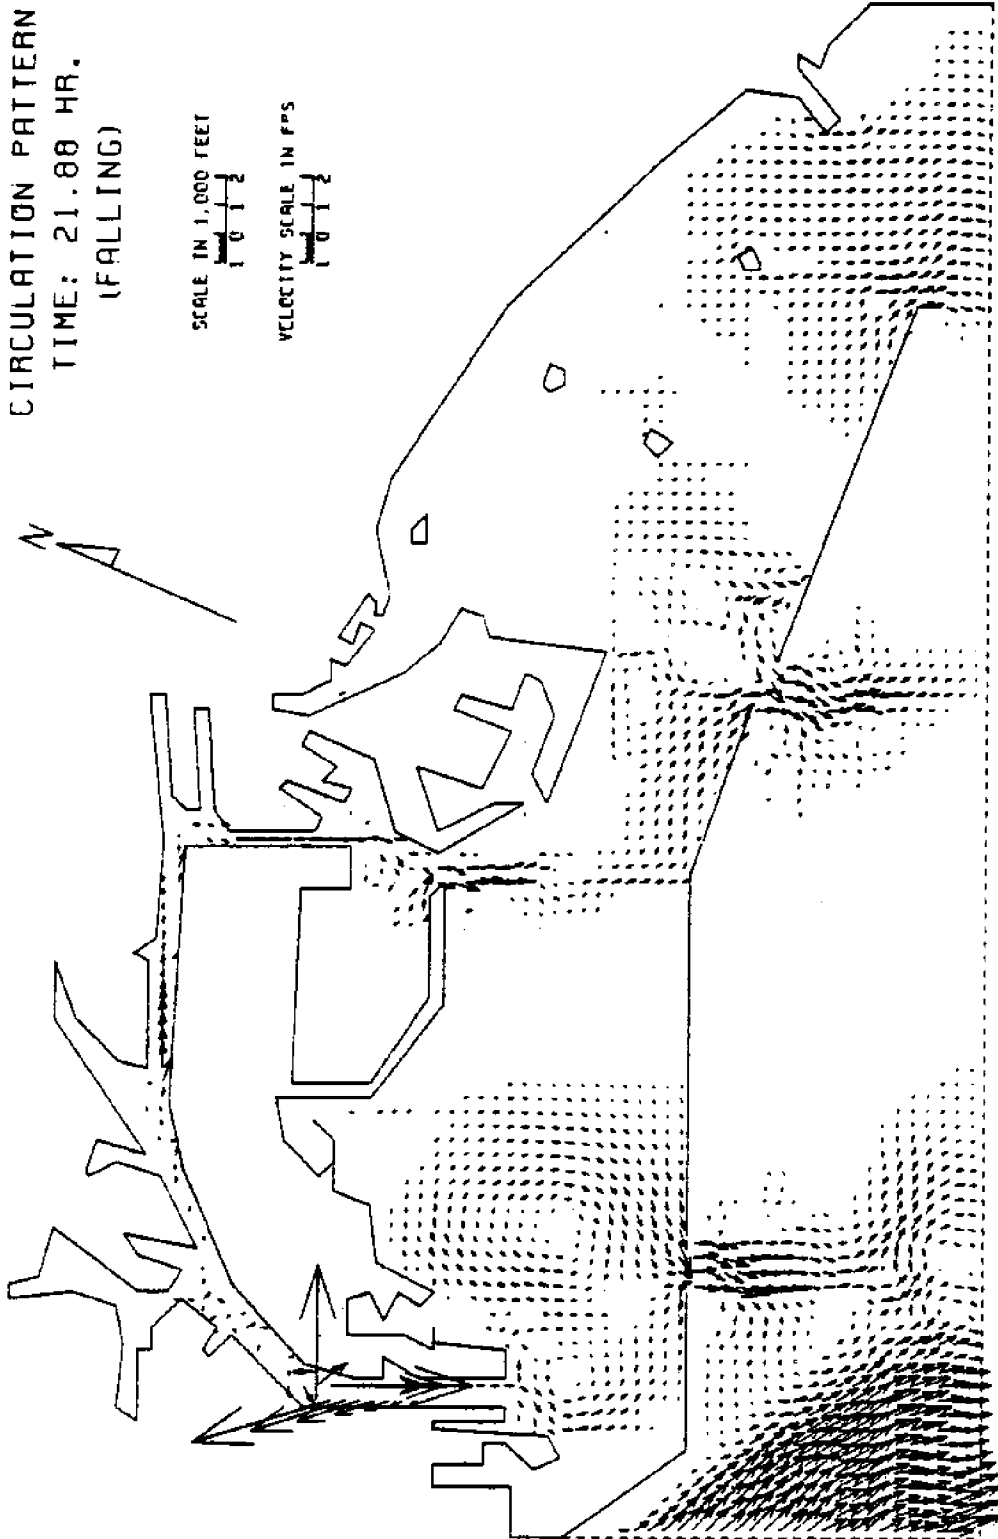 CIRCULATION PATTERN
TIME: 21.88 HR.
(FALLING)
SCALE IN 1,000 FEET
1 0 1 2
VELOCITY SCALE IN FPS
1 0 1 2
N